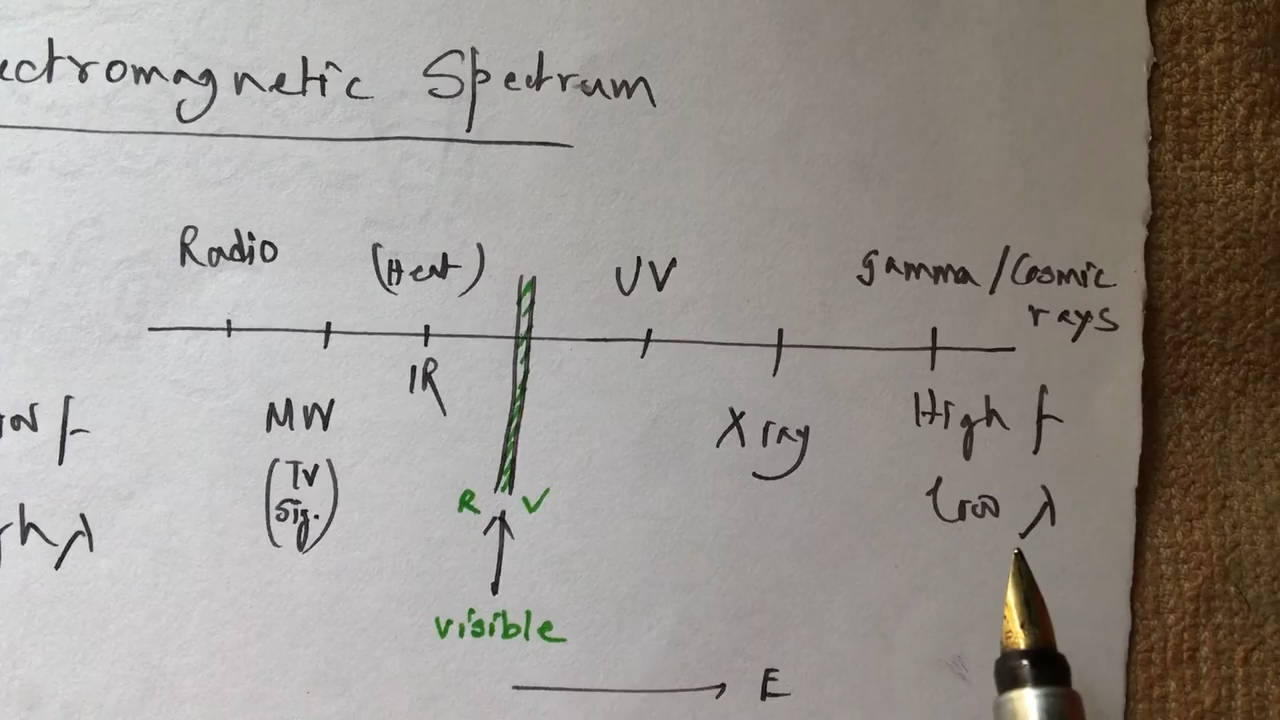 ectromagnetic Spectrum
Radio
(Heat)
UV
gamma / Cosmic
rays
IR
MW
(TV
Sig.)
X ray
High f
low λ
f
h λ
R V
visible
E